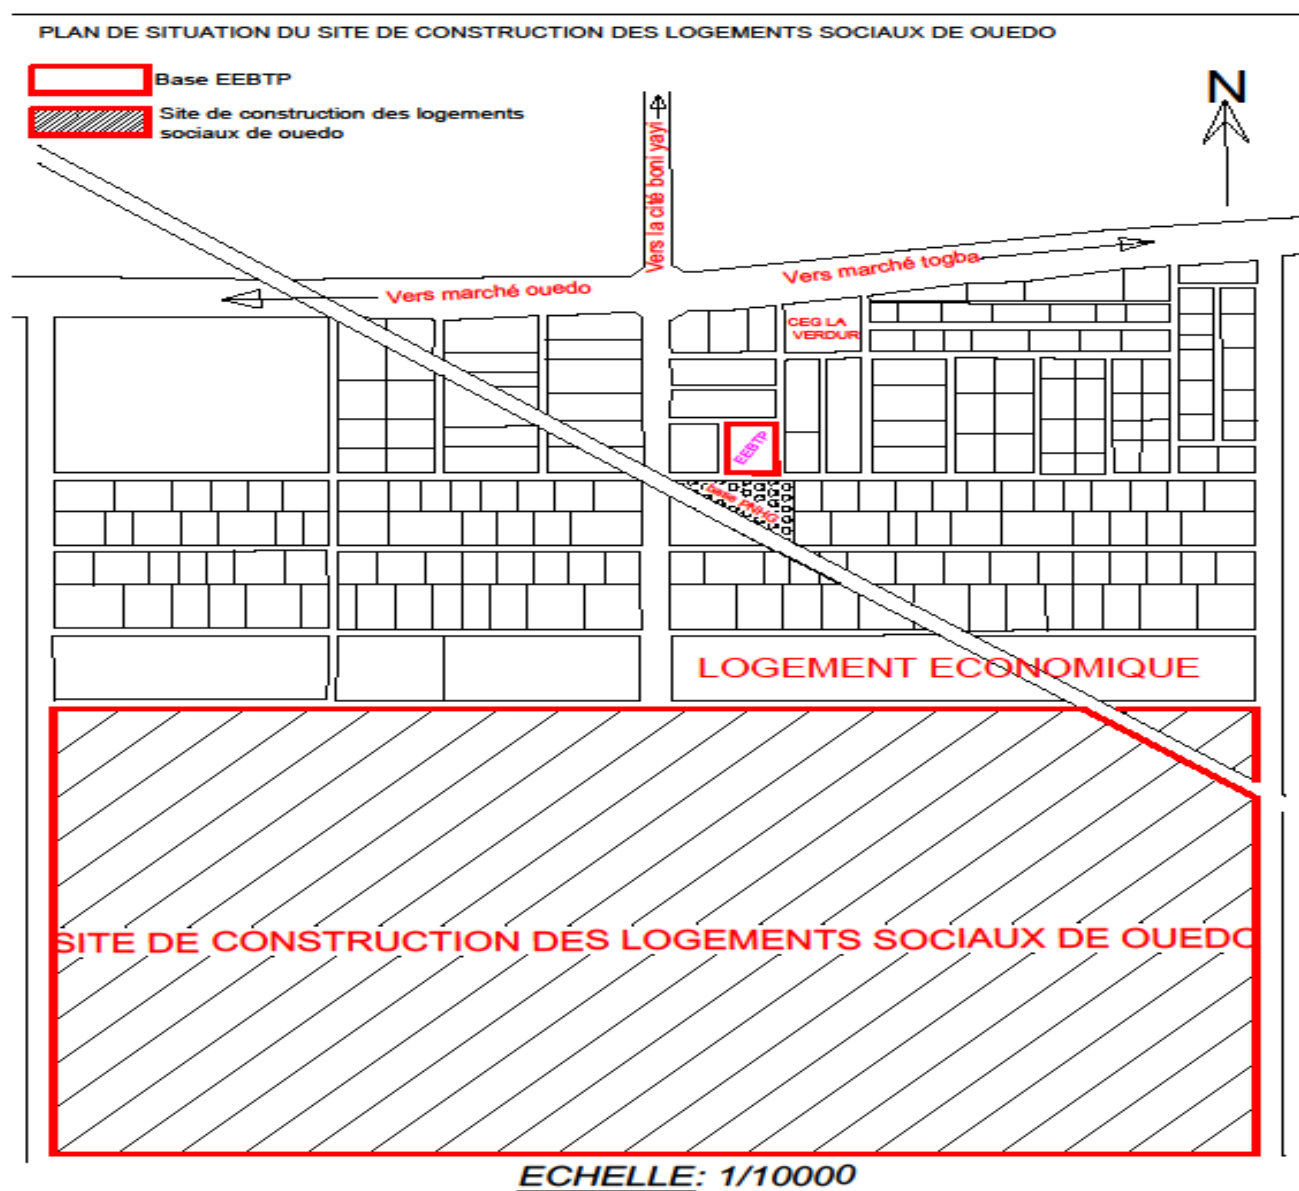 PLAN DE SITUATION DU SITE DE CONSTRUCTION DES LOGEMENTS SOCIAUX DE OUEDO
Base EEBTP
Site de construction des logements
sociaux de ouedo
N
Vers la cité boni yayi
Vers marché togba
Vers marché ouedo
CEG LA
VERDUR
EEBTP
base PNHG
LOGEMENT ECONOMIQUE
SITE DE CONSTRUCTION DES LOGEMENTS SOCIAUX DE OUEDO
ECHELLE: 1/10000